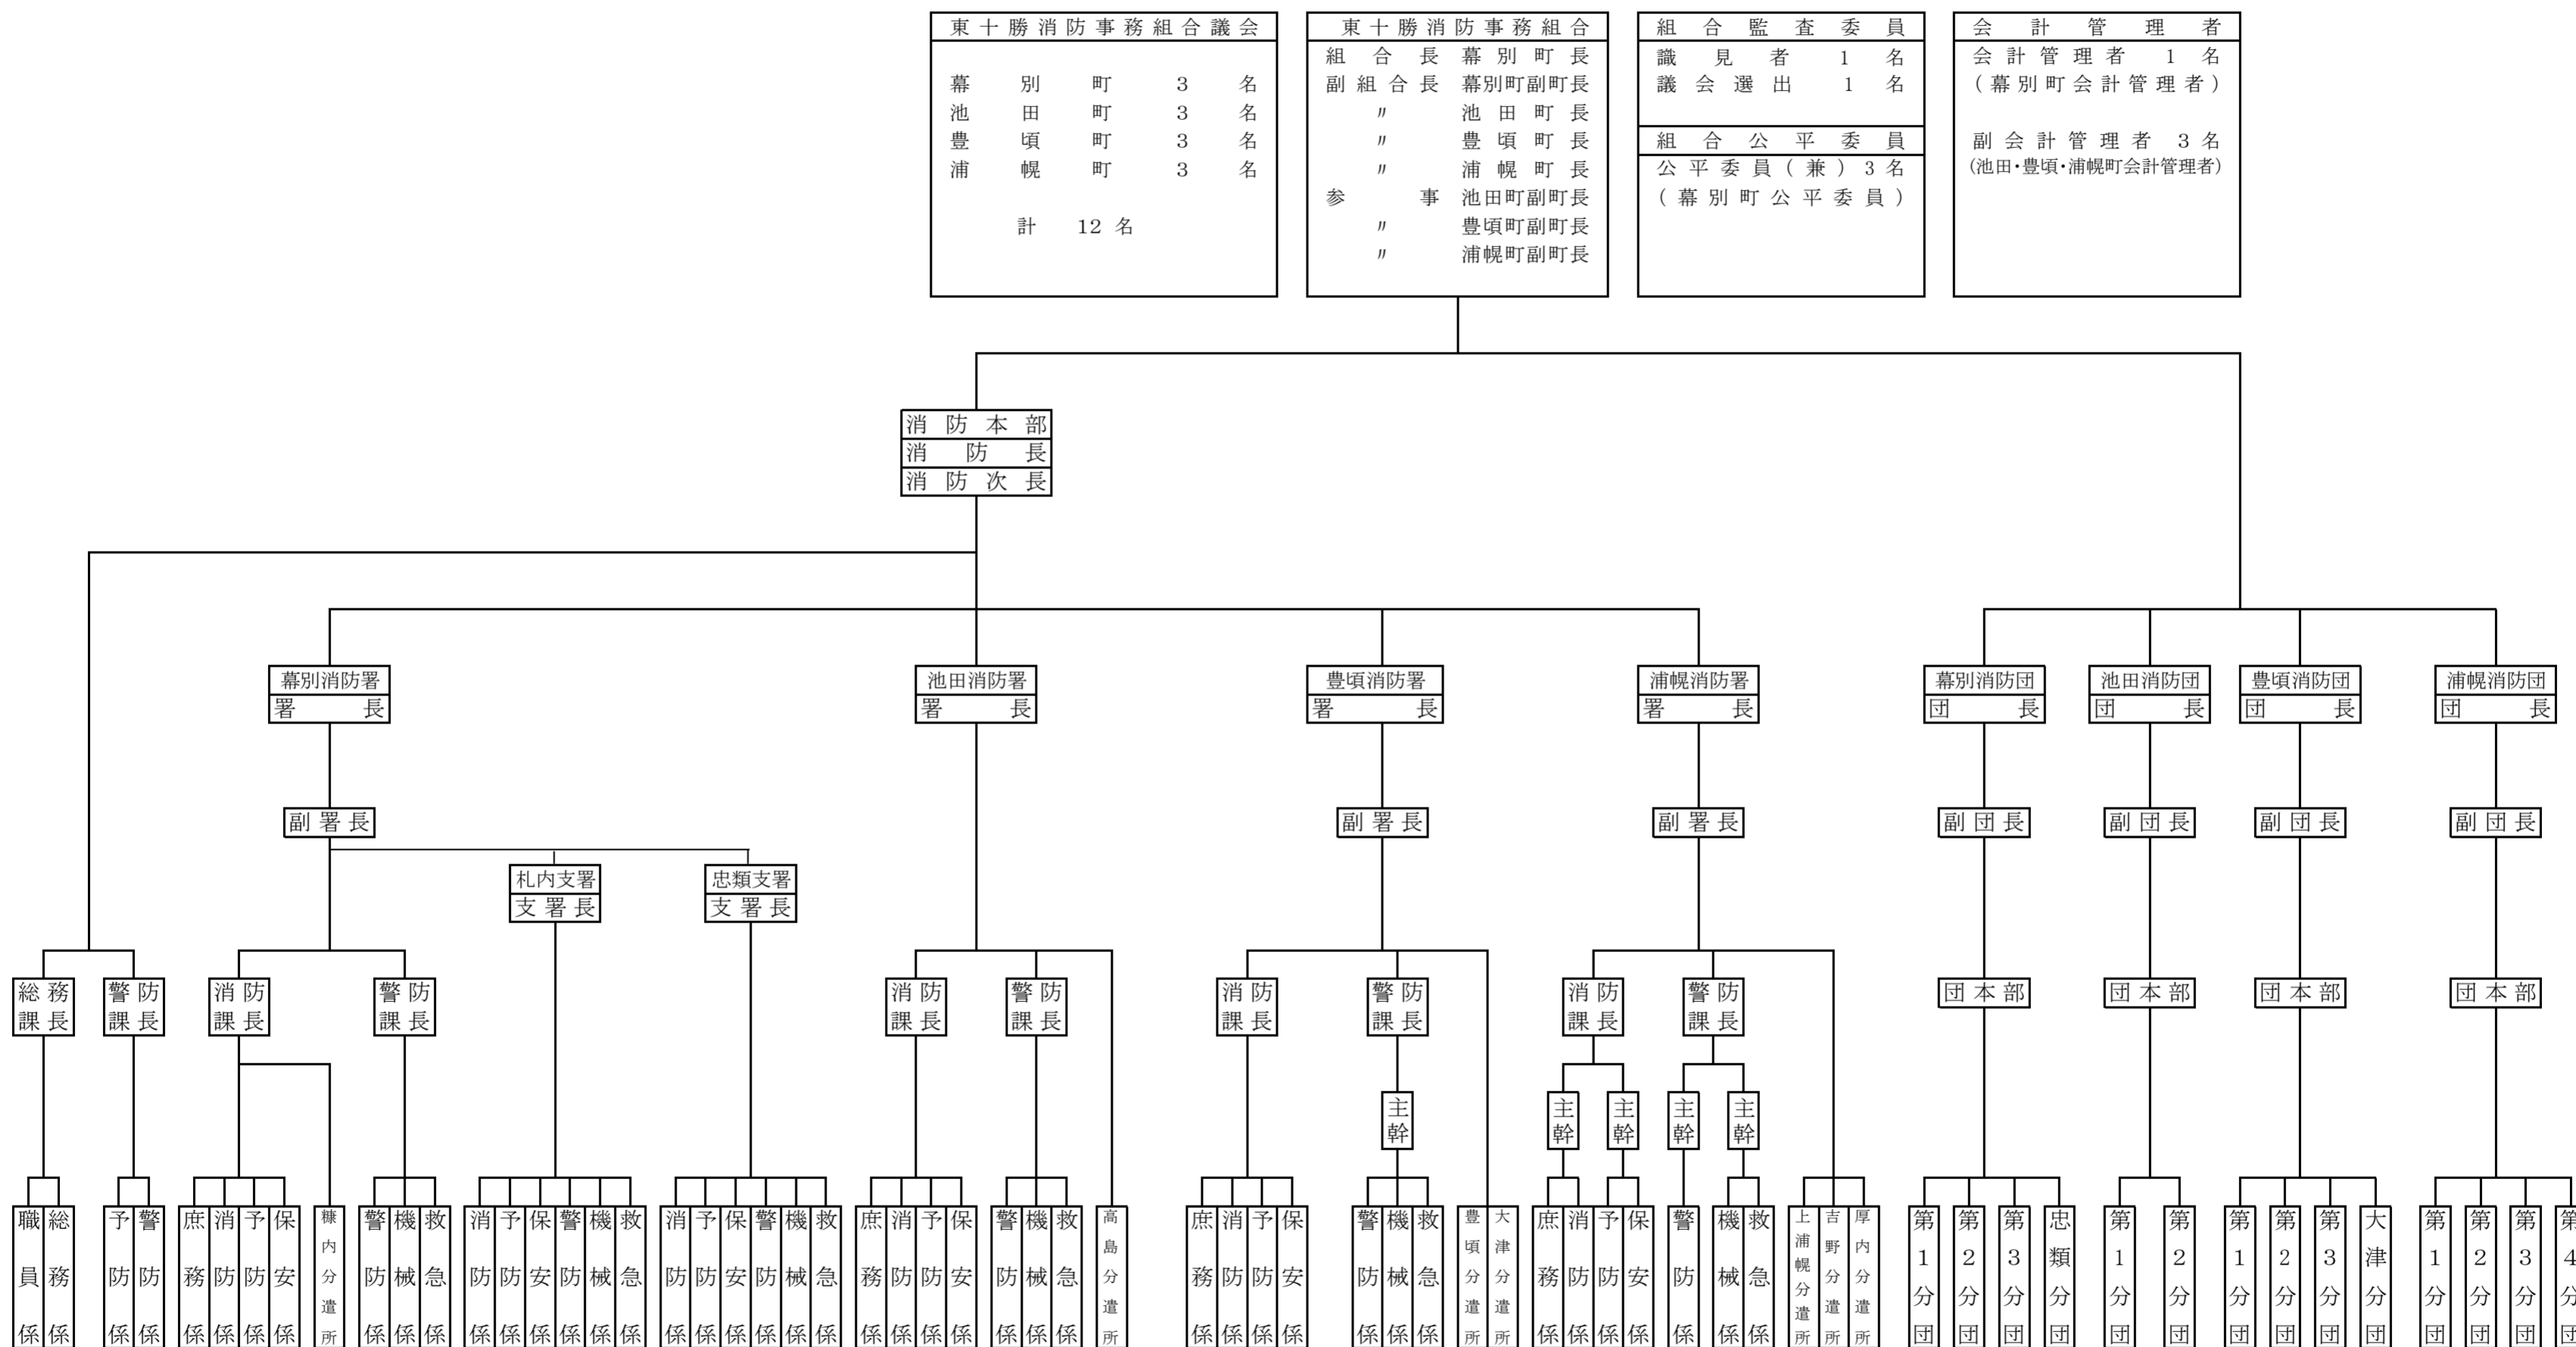 東十勝消防事務組合議会
幕別町 3名
池田町 3名
豊頃町 3名
浦幌町 3名
計 12名
東十勝消防事務組合
組合長 幕別町長
副組合長 幕別町副町長
〃 池田町長
〃 豊頃町長
〃 浦幌町長
参事 池田町副町長
〃 豊頃町副町長
〃 浦幌町副町長
組合監査委員
識見者 1名
議会選出 1名
組合公平委員
公平委員(兼)3名
(幕別町公平委員)
会計管理者
会計管理者 1名
(幕別町会計管理者)
副会計管理者 3名
(池田・豊頃・浦幌町会計管理者)
消防本部
消防長
消防次長
幕別消防署
署長
池田消防署
署長
豊頃消防署
署長
浦幌消防署
署長
幕別消防団
団長
池田消防団
団長
豊頃消防団
団長
浦幌消防団
団長
副署長
副署長
副署長
副団長
副団長
副団長
副団長
札内支署
支署長
忠類支署
支署長
総務
課長
警防
課長
消防
課長
警防
課長
消防
課長
警防
課長
消防
課長
警防
課長
消防
課長
警防
課長
団本部
団本部
団本部
団本部
主幹
主幹
主幹
主幹
主幹
職員係
総務係
予防係
警防係
庶務係
消防係
予防係
保安係
糠内分遣所
警防係
機械係
救急係
消防係
予防係
保安係
警防係
機械係
救急係
消防係
予防係
保安係
警防係
機械係
救急係
庶務係
消防係
予防係
保安係
警防係
機械係
救急係
高島分遣所
庶務係
消防係
予防係
保安係
警防係
機械係
救急係
豊頃分遣所
大津分遣所
庶務係
消防係
予防係
保安係
警防係
機械係
救急係
上浦幌分遣所
吉野分遣所
厚内分遣所
第1分団
第2分団
第3分団
忠類分団
第1分団
第2分団
第1分団
第2分団
第3分団
大津分団
第1分団
第2分団
第3分団
第4分団